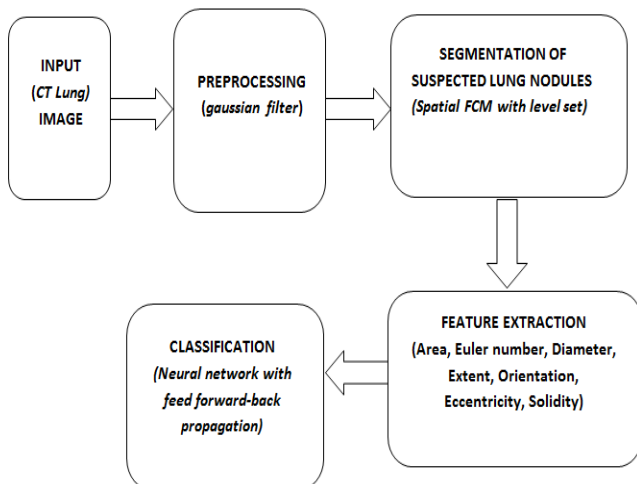 INPUT
(CT Lung)
IMAGE
PREPROCESSING
(gaussian filter)
SEGMENTATION OF
SUSPECTED LUNG NODULES
(Spatial FCM with level set)
FEATURE EXTRACTION
(Area, Euler number, Diameter,
Extent, Orientation,
Eccentricity, Solidity)
CLASSIFICATION
(Neural network with
feed forward-back
propagation)